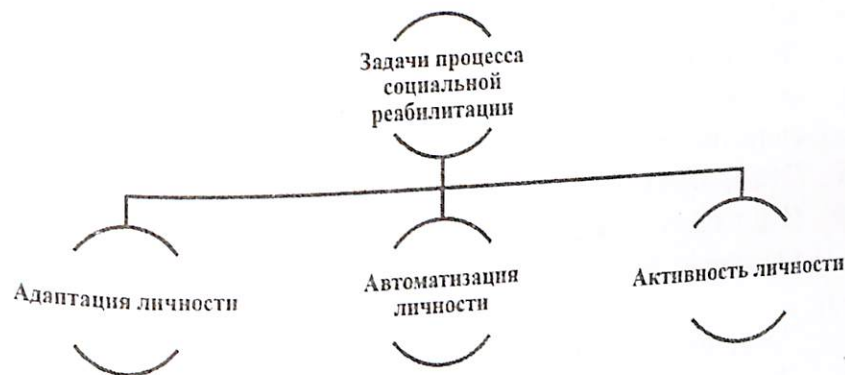 Задачи процесса
социальной
реабилитации
Адаптация личности
Автоматизация
личности
Активность личности